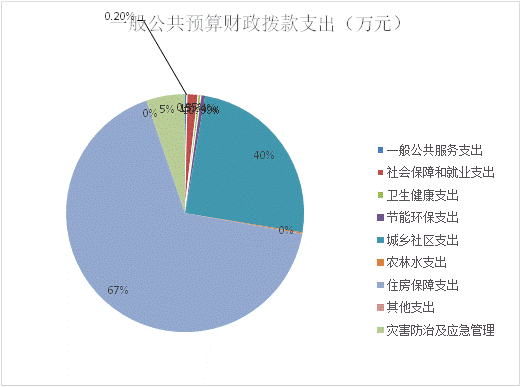 一般公共预算财政拨款支出（万元）
0.20%
0%
5%
40%
0%
67%
一般公共服务支出
社会保障和就业支出
卫生健康支出
节能环保支出
城乡社区支出
农林水支出
住房保障支出
其他支出
灾害防治及应急管理